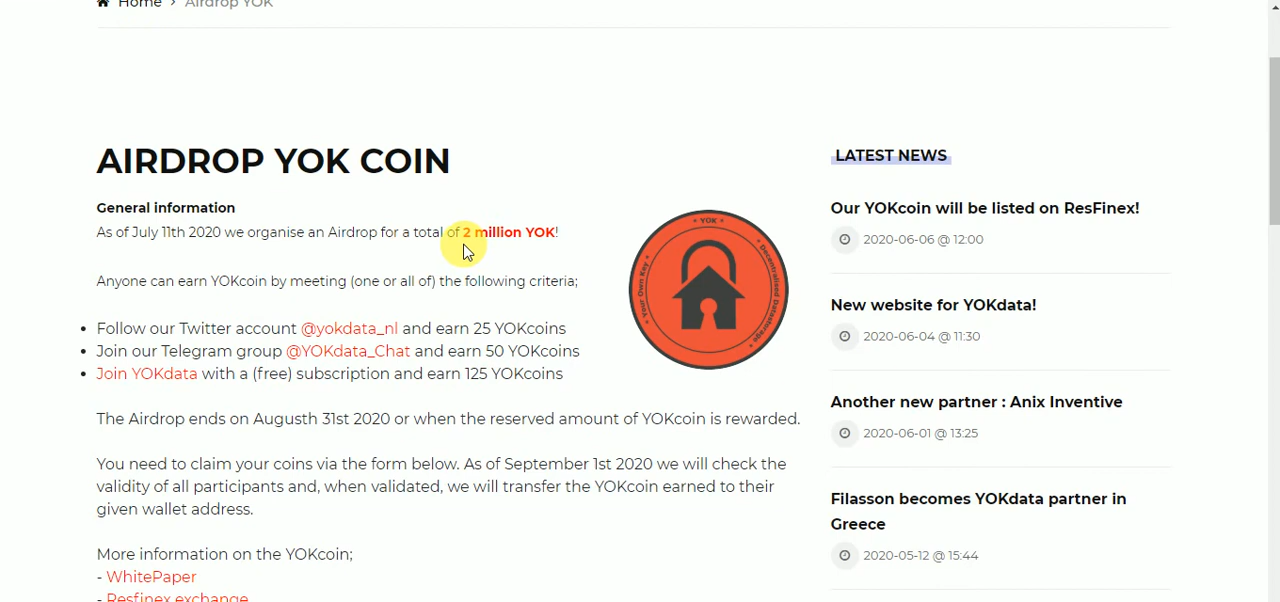 Home > Airdrop YOK
AIRDROP YOK COIN
General information
As of July 11th 2020 we organise an Airdrop for a total of 2 million YOK!
Anyone can earn YOKcoin by meeting (one or all of) the following criteria;
• Follow our Twitter account @yokdata_nl and earn 25 YOKcoins
• Join our Telegram group @YOKdata_Chat and earn 50 YOKcoins
• Join YOKdata with a (free) subscription and earn 125 YOKcoins
The Airdrop ends on Augusth 31st 2020 or when the reserved amount of YOKcoin is rewarded.
You need to claim your coins via the form below. As of September 1st 2020 we will check the
validity of all participants and, when validated, we will transfer the YOKcoin earned to their
given wallet address.
More information on the YOKcoin;
- WhitePaper
- Resfinex exchange
• YOK •
• Your Own Key •
• Decentralised Datastorage •
LATEST NEWS
Our YOKcoin will be listed on ResFinex!
2020-06-06 @ 12:00
New website for YOKdata!
2020-06-04 @ 11:30
Another new partner : Anix Inventive
2020-06-01 @ 13:25
Filasson becomes YOKdata partner in
Greece
2020-05-12 @ 15:44